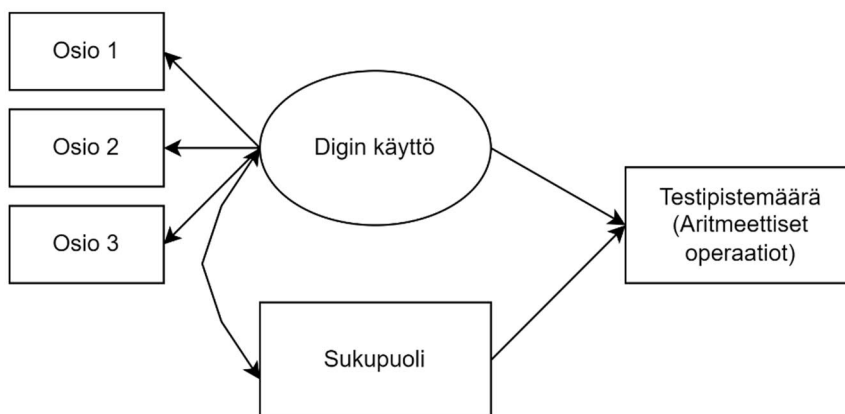 Osio 1
Osio 2
Osio 3
Digin käyttö
Sukupuoli
Testipistemäärä
(Aritmeettiset
operaatiot)